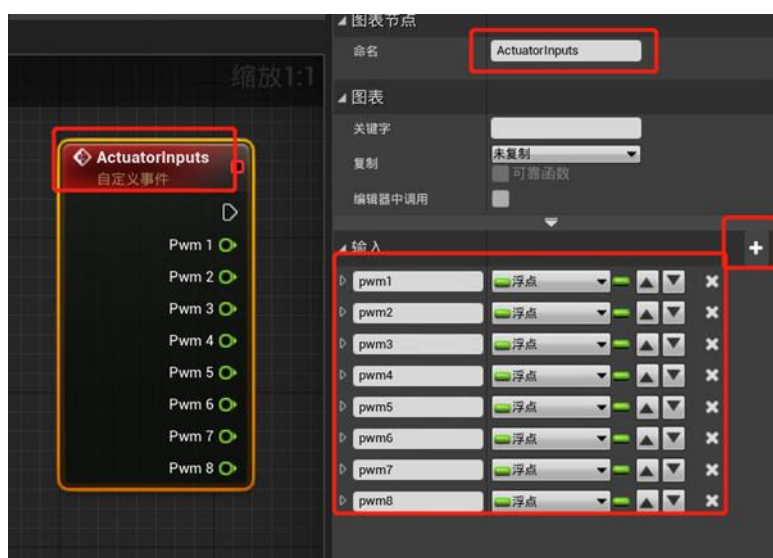 缩放1:1
ActuatorInputs
自定义事件
Pwm 1
Pwm 2
Pwm 3
Pwm 4
Pwm 5
Pwm 6
Pwm 7
Pwm 8
图表节点
命名 ActuatorInputs
图表
关键字
复制 未复制
可靠函数
编辑器中调用
输入
pwm1 浮点
pwm2 浮点
pwm3 浮点
pwm4 浮点
pwm5 浮点
pwm6 浮点
pwm7 浮点
pwm8 浮点